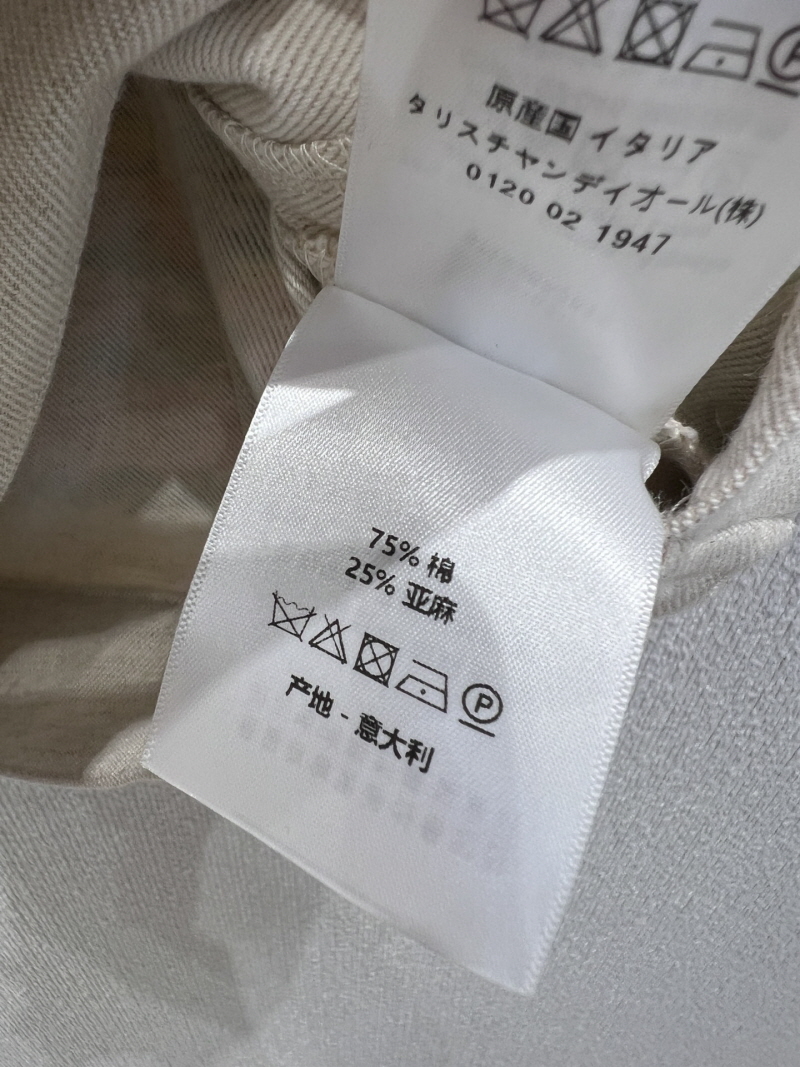 原産国 イタリア
タリスチャンディオール(株)
0120 02 1947
75% 棉
25% 亚麻
P
产地 - 意大利